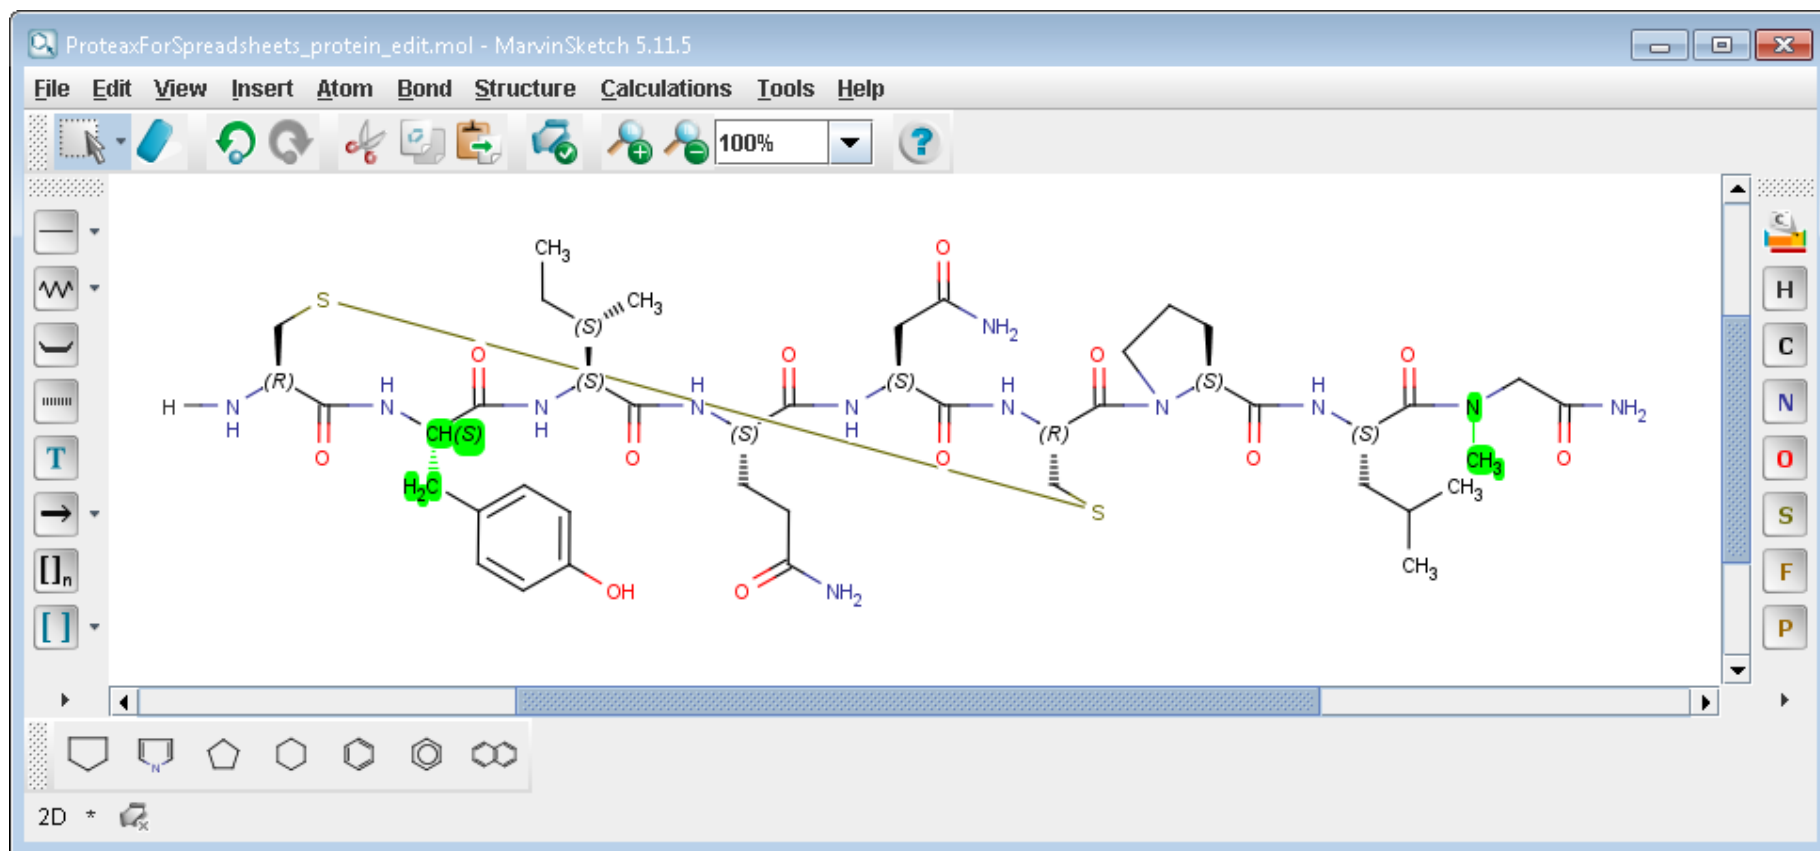 ProteaxForSpreadsheets_protein_edit.mol - MarvinSketch 5.11.5
File Edit View Insert Atom Bond Structure Calculations Tools Help
100% ?
CH3
O
S
(S) CH3
NH2
O O O O
(R) H (S) H (S) H (S) H
H N N N N N N N N N NH2
H H H
CH(S) (S) (R) (S)
O O O O O
H2C CH3
CH3
S
CH3
OH O NH2
T
[ ]n
[ ]
H
C
N
O
S
F
P
N
2D *